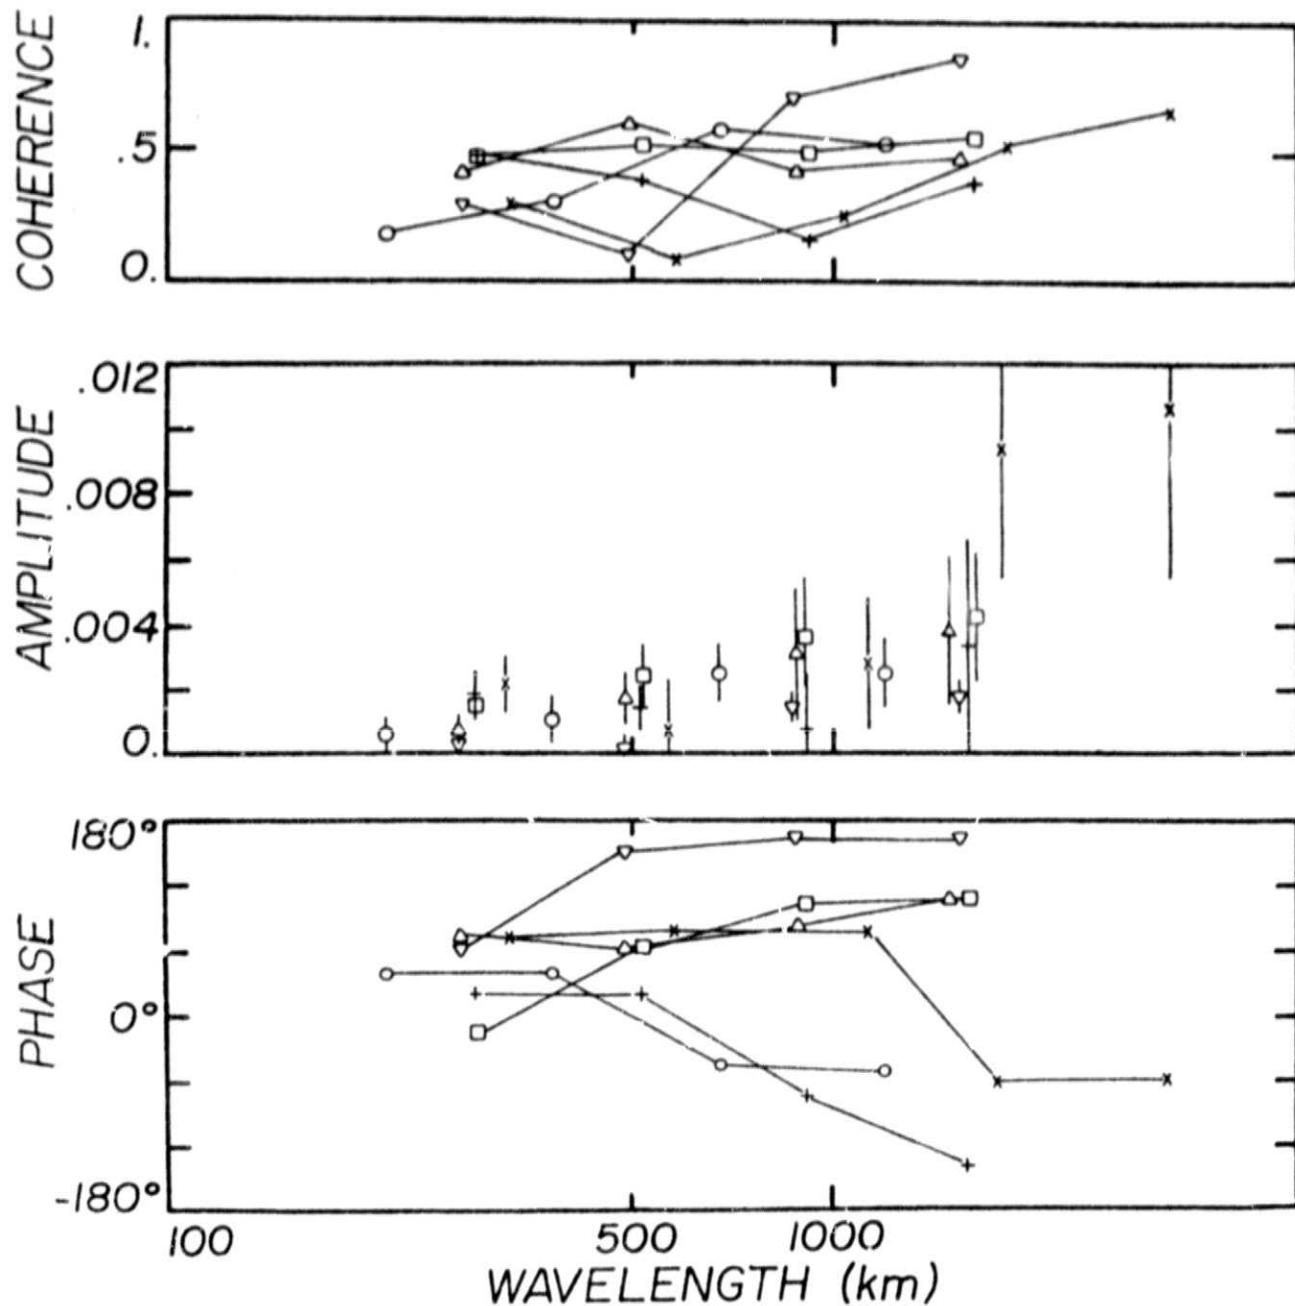 COHERENCE
1.
.5
0.
AMPLITUDE
.012
.008
.004
0.
PHASE
180°
0°
-180°
100 500 1000
WAVELENGTH (km)